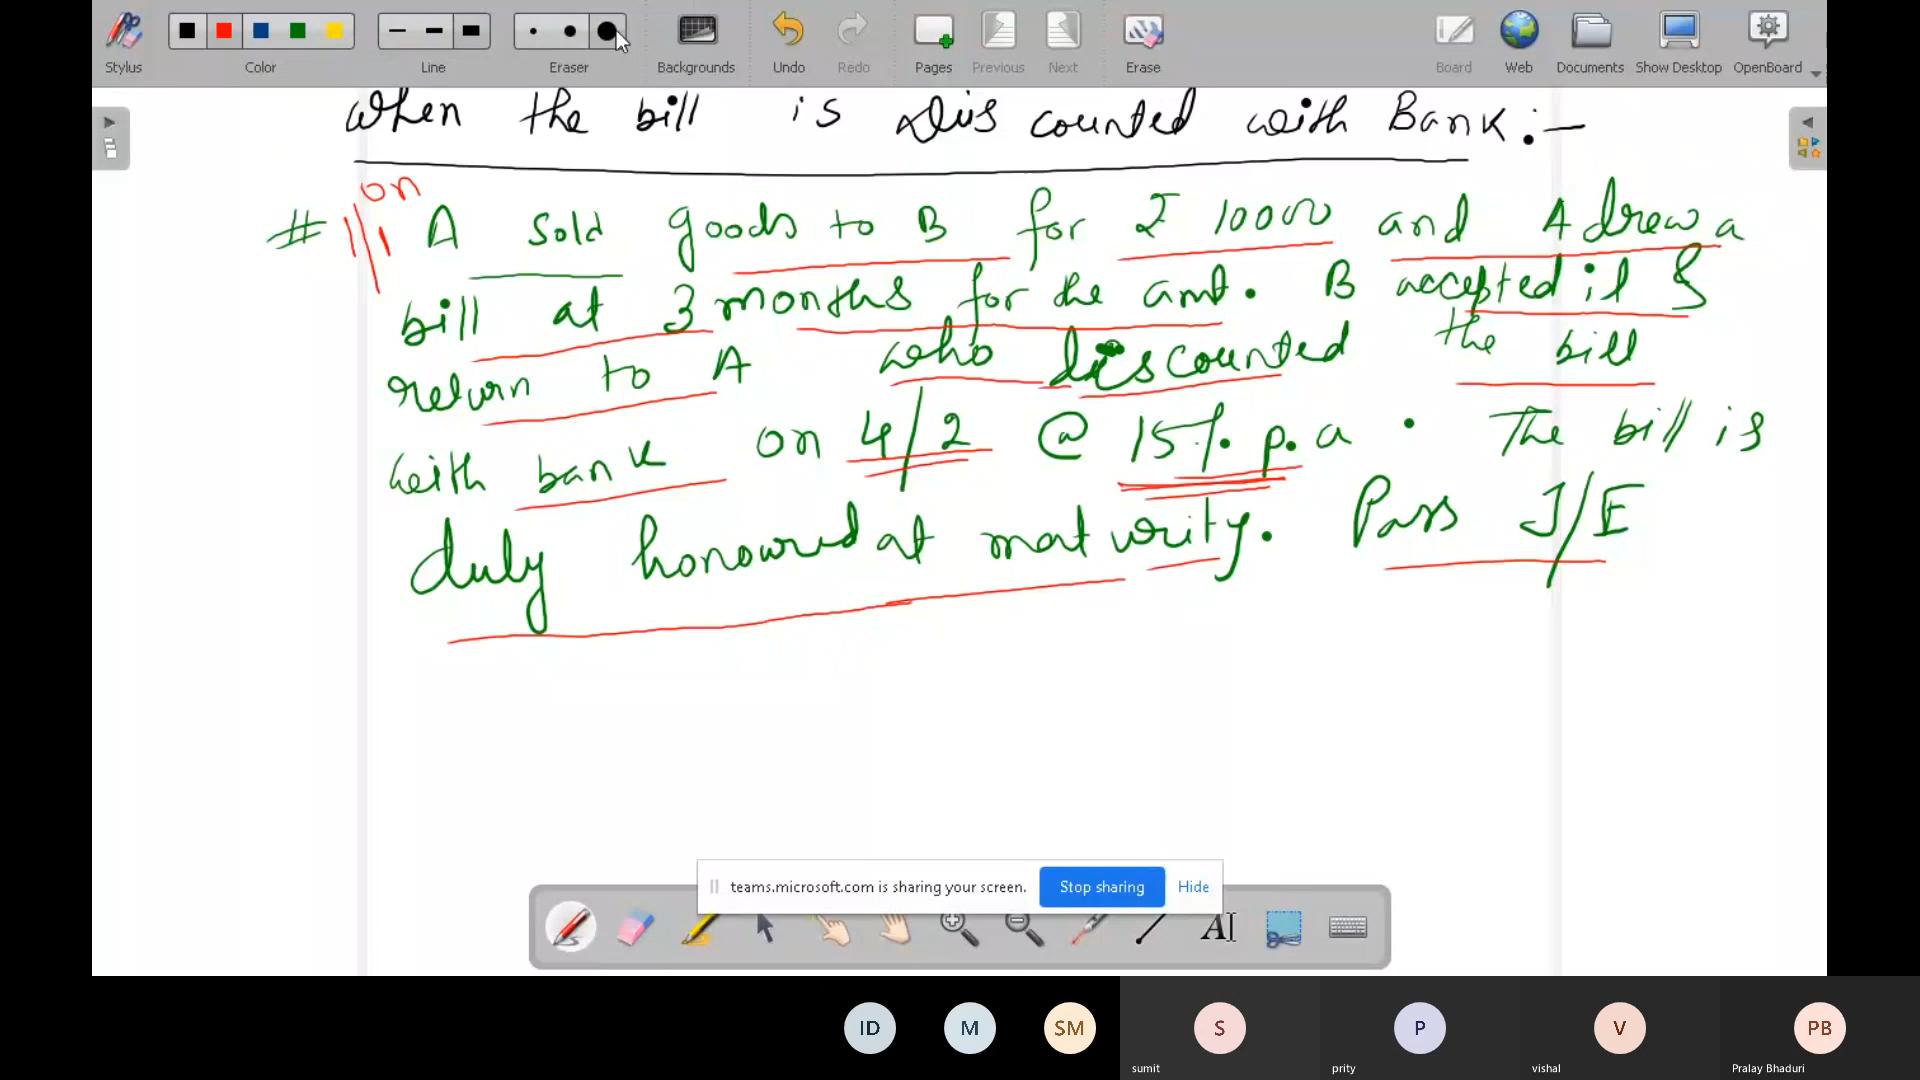 Stylus Color Line Eraser Backgrounds Undo Redo Pages Previous Next Erase Board Web Documents Show Desktop OpenBoard
When the bill is Discounted with Bank:-
# on 1/1 A sold goods to B for ₹ 10000 and A drew a
bill at 3 months for the amt. B accepted it &
return to A who discounted the bill
with bank on 4/2 @ 15% p.a. The bill is
duly honoured at maturity. Pass J/E
teams.microsoft.com is sharing your screen. Stop sharing Hide
ID M SM S P V PB
sumit prity vishal Pralay Bhaduri